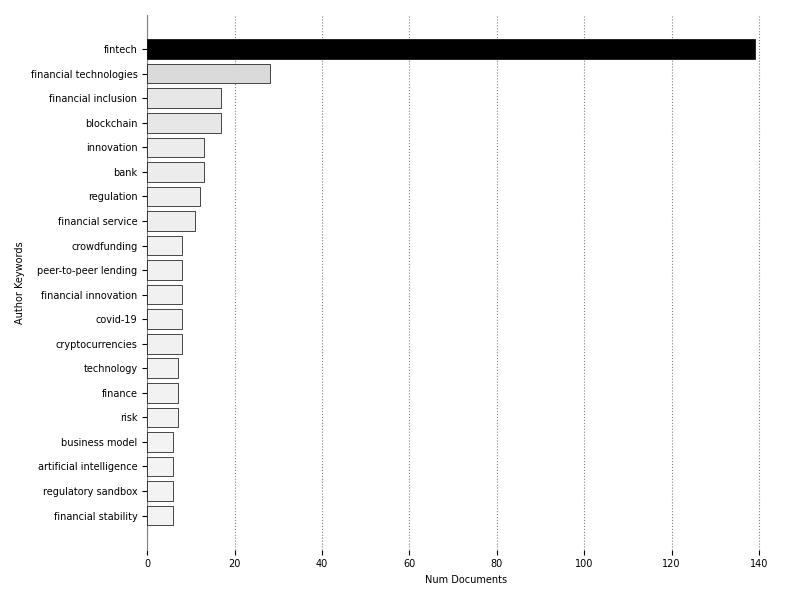 fintech
financial technologies
financial inclusion
blockchain
innovation
bank
regulation
financial service
crowdfunding
peer-to-peer lending
financial innovation
covid-19
cryptocurrencies
technology
finance
risk
business model
artificial intelligence
regulatory sandbox
financial stability
Author Keywords
0 20 40 60 80 100 120 140
Num Documents